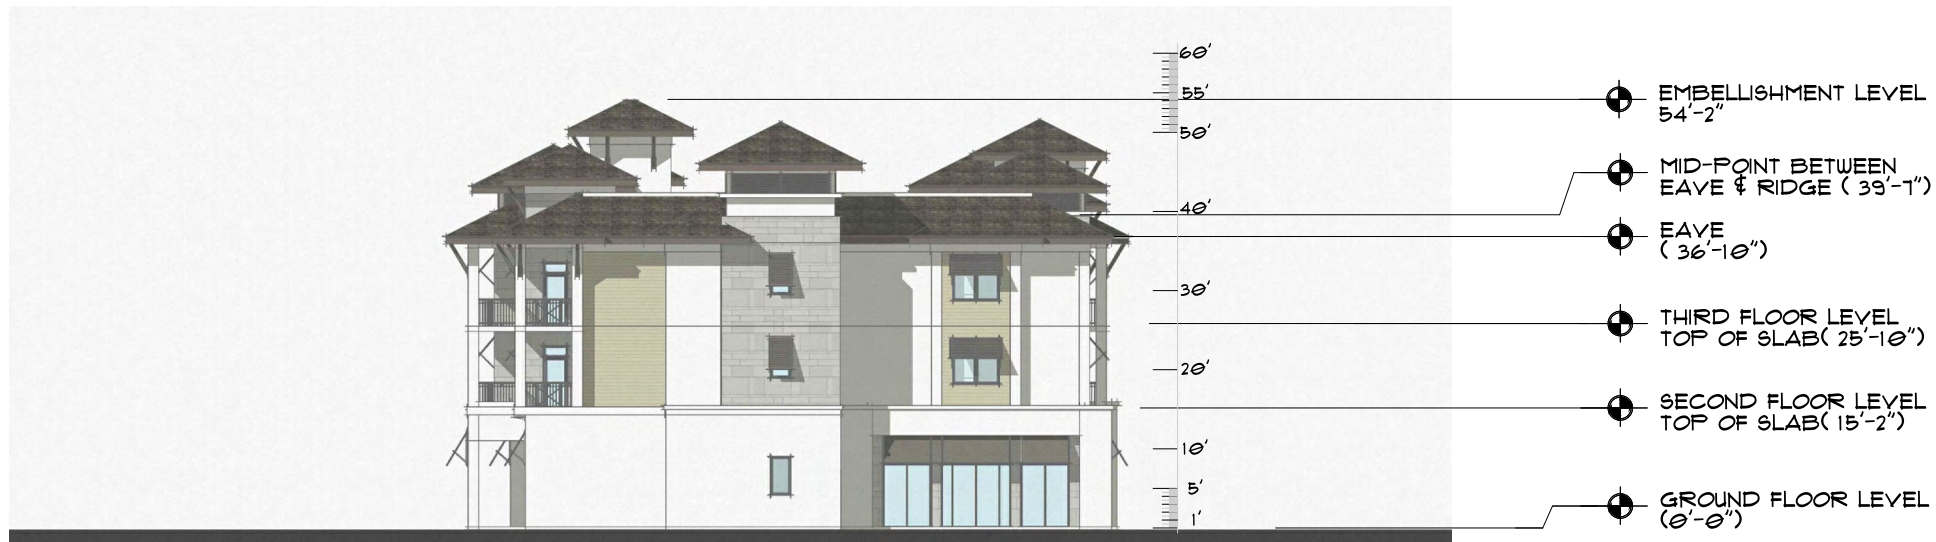 60'
55'
50'
40'
30'
20'
10'
5'
1'
EMBELLISHMENT LEVEL
54'-2"
MID-POINT BETWEEN
EAVE & RIDGE ( 39'-7")
EAVE
( 36'-10")
THIRD FLOOR LEVEL
TOP OF SLAB( 25'-10")
SECOND FLOOR LEVEL
TOP OF SLAB( 15'-2")
GROUND FLOOR LEVEL
(0'-0")